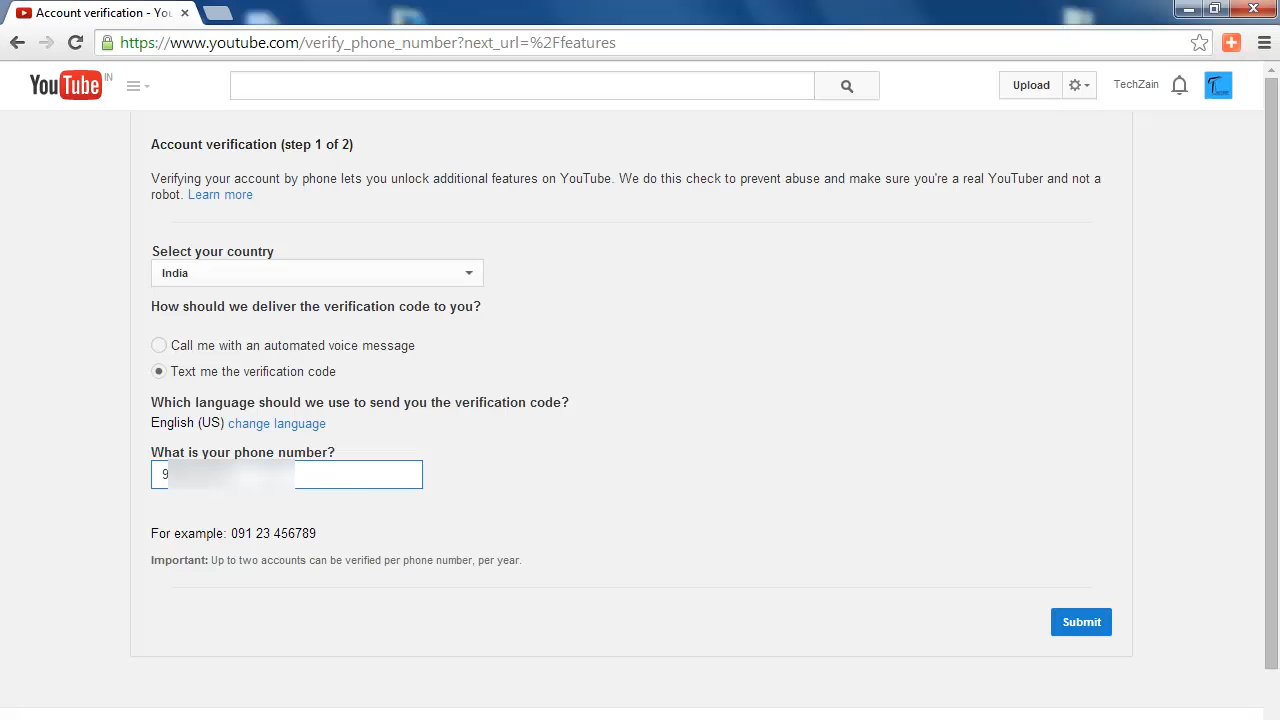 Account verification - You
https://www.youtube.com/verify_phone_number?next_url=%2Ffeatures
YouTube IN
Upload
TechZain
Account verification (step 1 of 2)
Verifying your account by phone lets you unlock additional features on YouTube. We do this check to prevent abuse and make sure you're a real YouTuber and not a
robot. Learn more
Select your country
India
How should we deliver the verification code to you?
Call me with an automated voice message
Text me the verification code
Which language should we use to send you the verification code?
English (US) change language
What is your phone number?
9
For example: 091 23 456789
Important: Up to two accounts can be verified per phone number, per year.
Submit